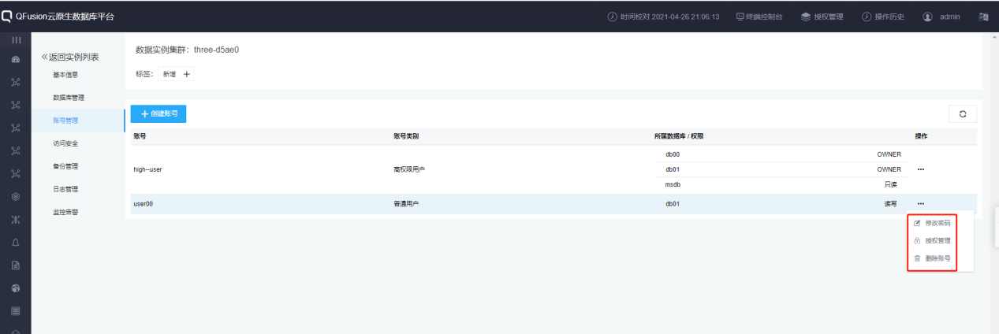 QFusion云原生数据库平台 时间校对 2021-04-26 21:06:13 终端控制台 授权管理 操作历史 admin
返回实例列表
基本信息
数据库管理
账号管理
访问安全
备份管理
日志管理
监控告警
数据实例集群：three-d5ae0
标签： 新增 +
+ 创建账号
账号 账号类别 所属数据库 / 权限 操作
high--user 高权限用户 db00 OWNER
db01 OWNER ...
msdb 只读
user00 普通用户 db01 读写 ...
修改密码
授权管理
删除账号